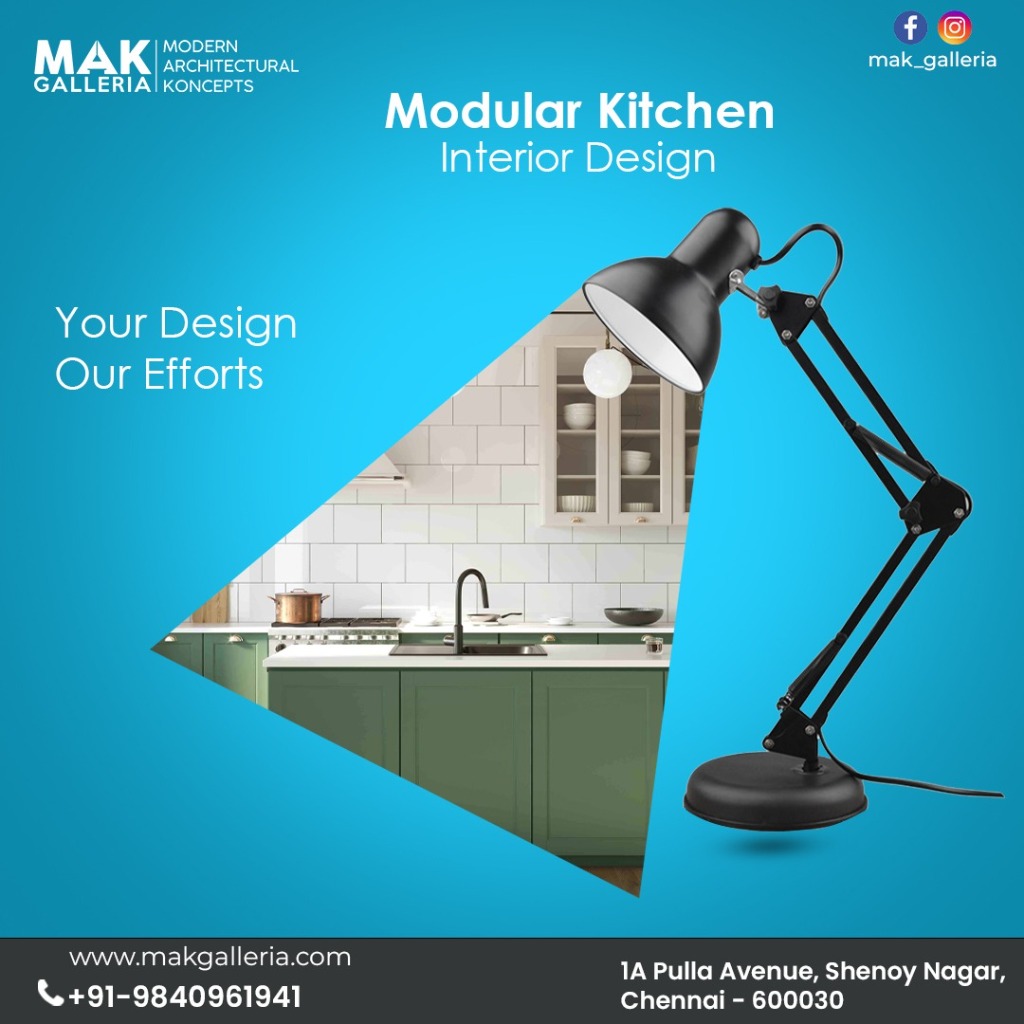 MAK
GALLERIA
MODERN
ARCHITECTURAL
KONCEPTS
mak_galleria
Modular Kitchen
Interior Design
Your Design
Our Efforts
www.makgalleria.com
+91-9840961941
1A Pulla Avenue, Shenoy Nagar,
Chennai - 600030